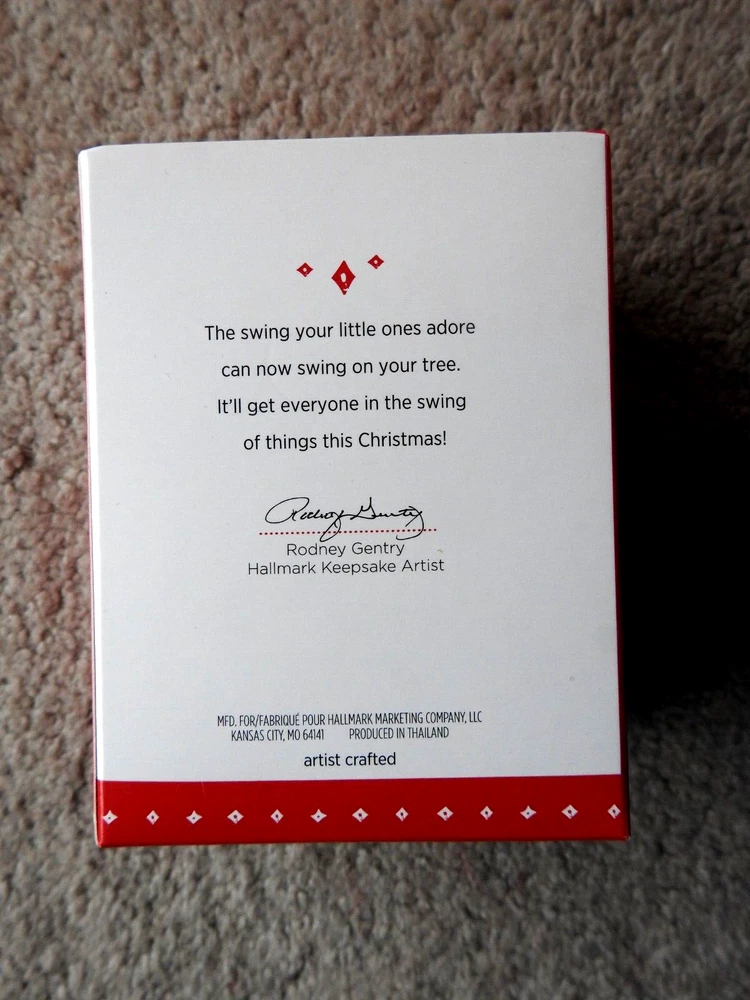 The swing your little ones adore
can now swing on your tree.
It'll get everyone in the swing
of things this Christmas!
Rodney Gentry
Rodney Gentry
Hallmark Keepsake Artist
MFD. FOR/FABRIQUÉ POUR HALLMARK MARKETING COMPANY, LLC
KANSAS CITY, MO 64141 PRODUCED IN THAILAND
artist crafted